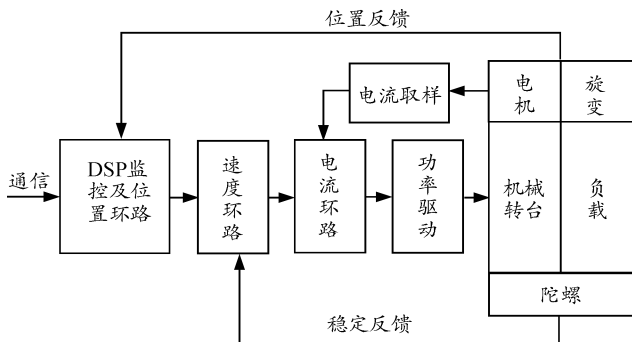 位置反馈
电流取样
电
机
旋
变
通信
DSP监
控及位
置环路
速
度
环
路
电
流
环
路
功
率
驱
动
机械
转台
负
载
陀螺
稳定反馈